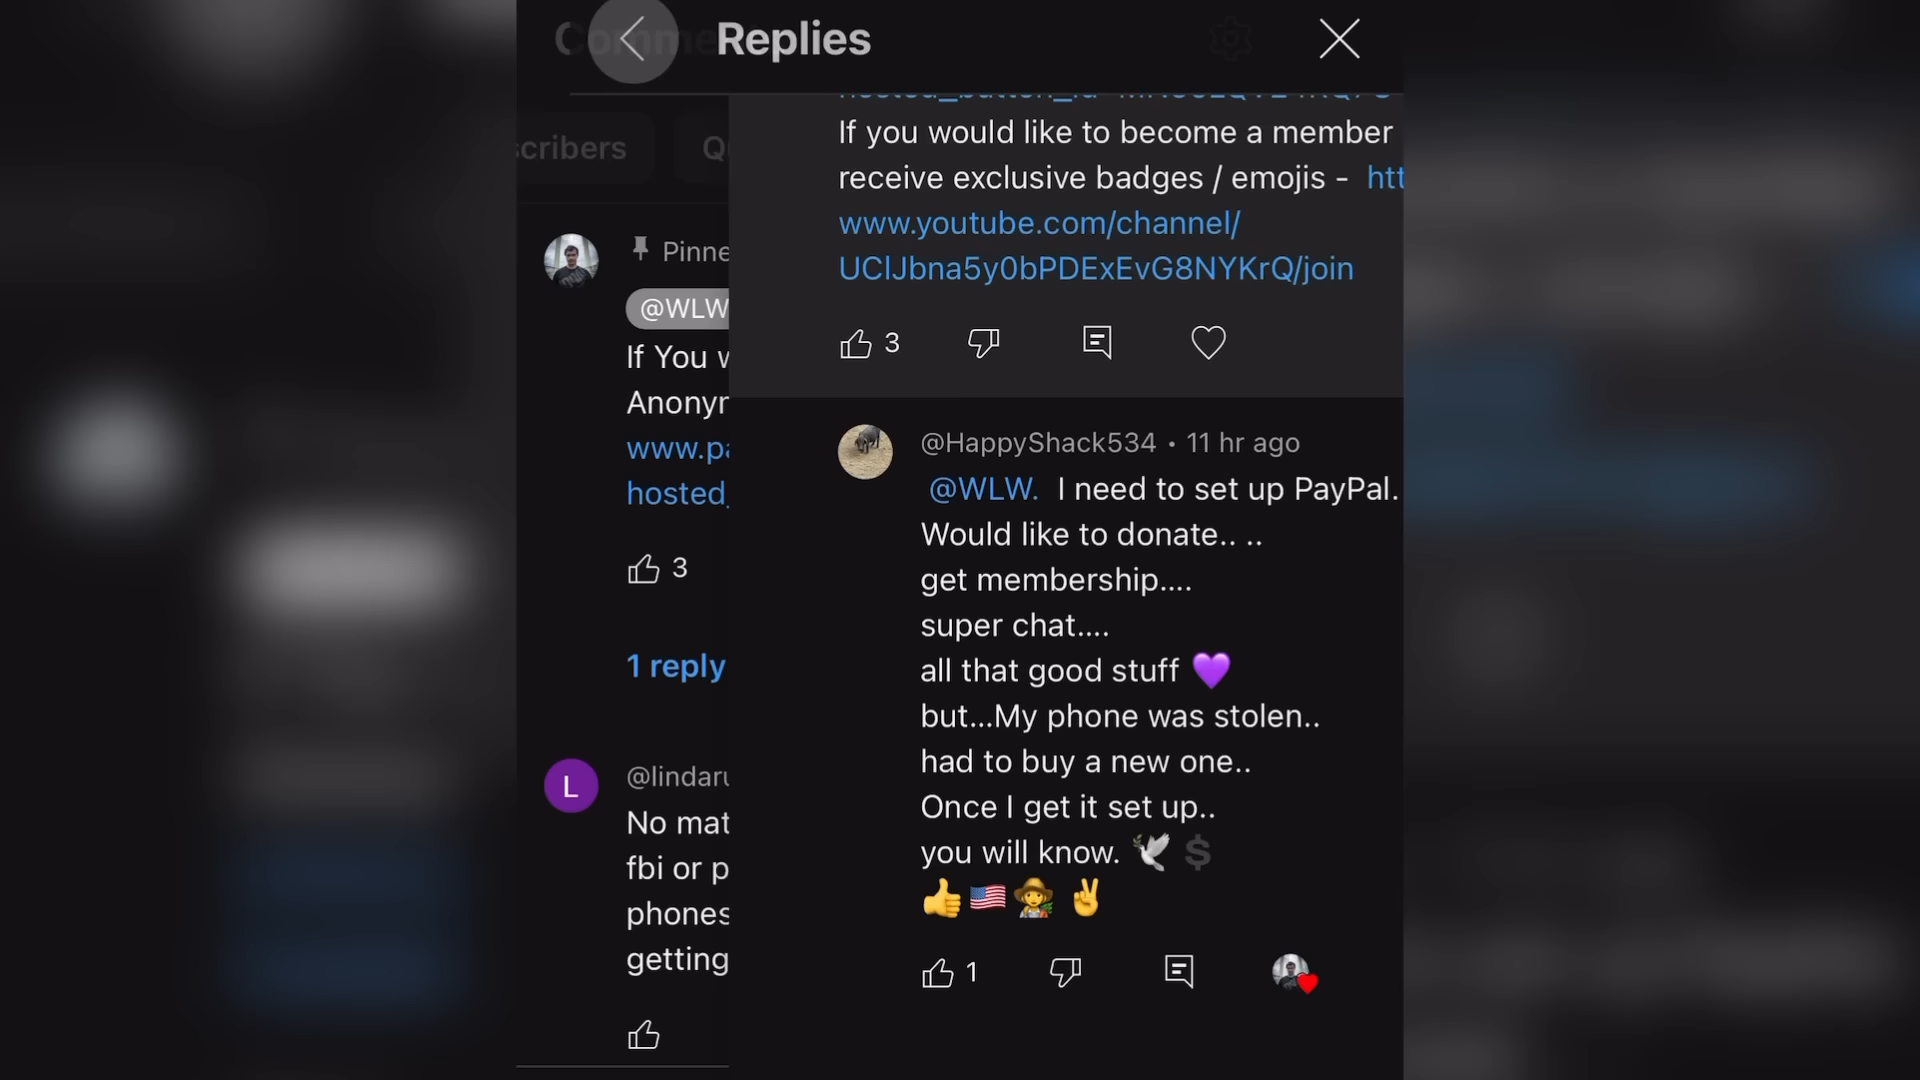 Replies
scribers
If you would like to become a member
receive exclusive badges / emojis - htt
www.youtube.com/channel/
UClJbna5y0bPDExEvG8NYKrQ/join
3
Pinne
@WLW
If You w
Anonyr
www.pa
hosted_
3
1 reply
@HappyShack534 • 11 hr ago
@WLW. I need to set up PayPal.
Would like to donate.. ..
get membership....
super chat....
all that good stuff 💜
but...My phone was stolen..
had to buy a new one..
Once I get it set up..
you will know. 🕊️ 💲
👍🇺🇸👩‍🌾✌️
1
L
@lindaru
No mat
fbi or p
phones
getting